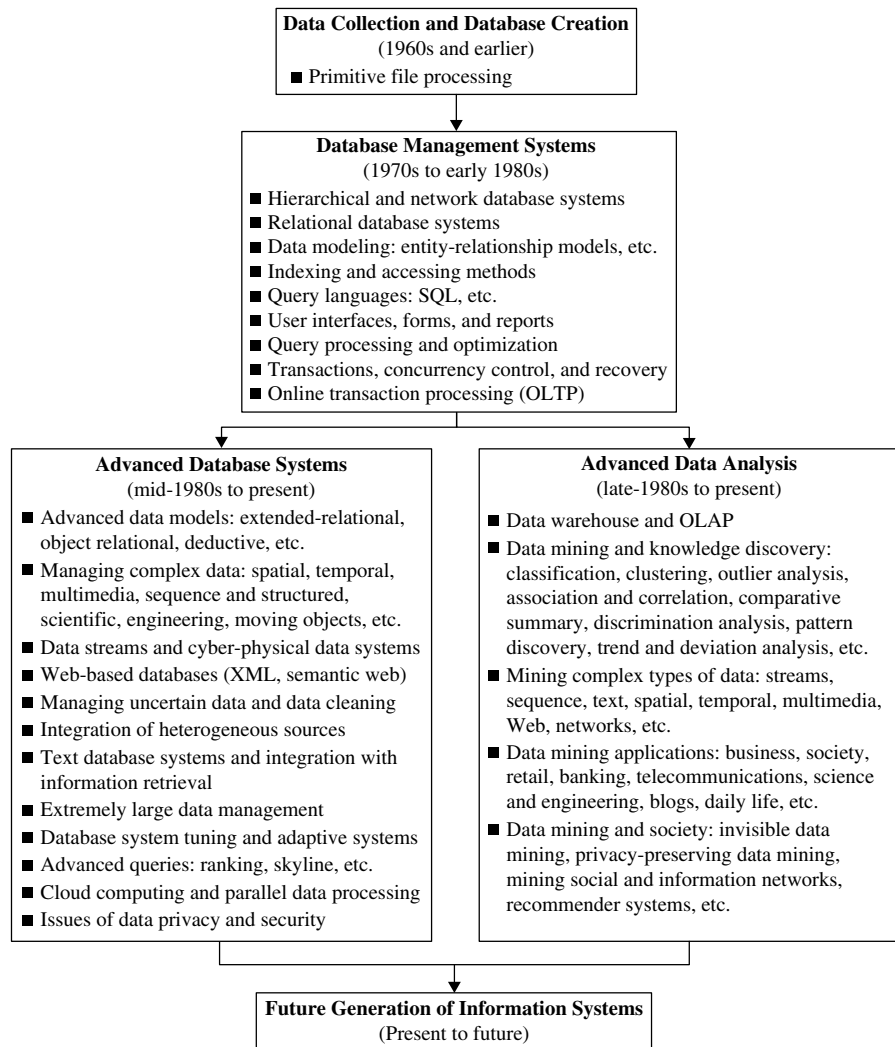 Data Collection and Database Creation
(1960s and earlier)
■ Primitive file processing
Database Management Systems
(1970s to early 1980s)
■ Hierarchical and network database systems
■ Relational database systems
■ Data modeling: entity-relationship models, etc.
■ Indexing and accessing methods
■ Query languages: SQL, etc.
■ User interfaces, forms, and reports
■ Query processing and optimization
■ Transactions, concurrency control, and recovery
■ Online transaction processing (OLTP)
Advanced Database Systems
(mid-1980s to present)
■ Advanced data models: extended-relational,
object relational, deductive, etc.
■ Managing complex data: spatial, temporal,
multimedia, sequence and structured,
scientific, engineering, moving objects, etc.
■ Data streams and cyber-physical data systems
■ Web-based databases (XML, semantic web)
■ Managing uncertain data and data cleaning
■ Integration of heterogeneous sources
■ Text database systems and integration with
information retrieval
■ Extremely large data management
■ Database system tuning and adaptive systems
■ Advanced queries: ranking, skyline, etc.
■ Cloud computing and parallel data processing
■ Issues of data privacy and security
Advanced Data Analysis
(late-1980s to present)
■ Data warehouse and OLAP
■ Data mining and knowledge discovery:
classification, clustering, outlier analysis,
association and correlation, comparative
summary, discrimination analysis, pattern
discovery, trend and deviation analysis, etc.
■ Mining complex types of data: streams,
sequence, text, spatial, temporal, multimedia,
Web, networks, etc.
■ Data mining applications: business, society,
retail, banking, telecommunications, science
and engineering, blogs, daily life, etc.
■ Data mining and society: invisible data
mining, privacy-preserving data mining,
mining social and information networks,
recommender systems, etc.
Future Generation of Information Systems
(Present to future)